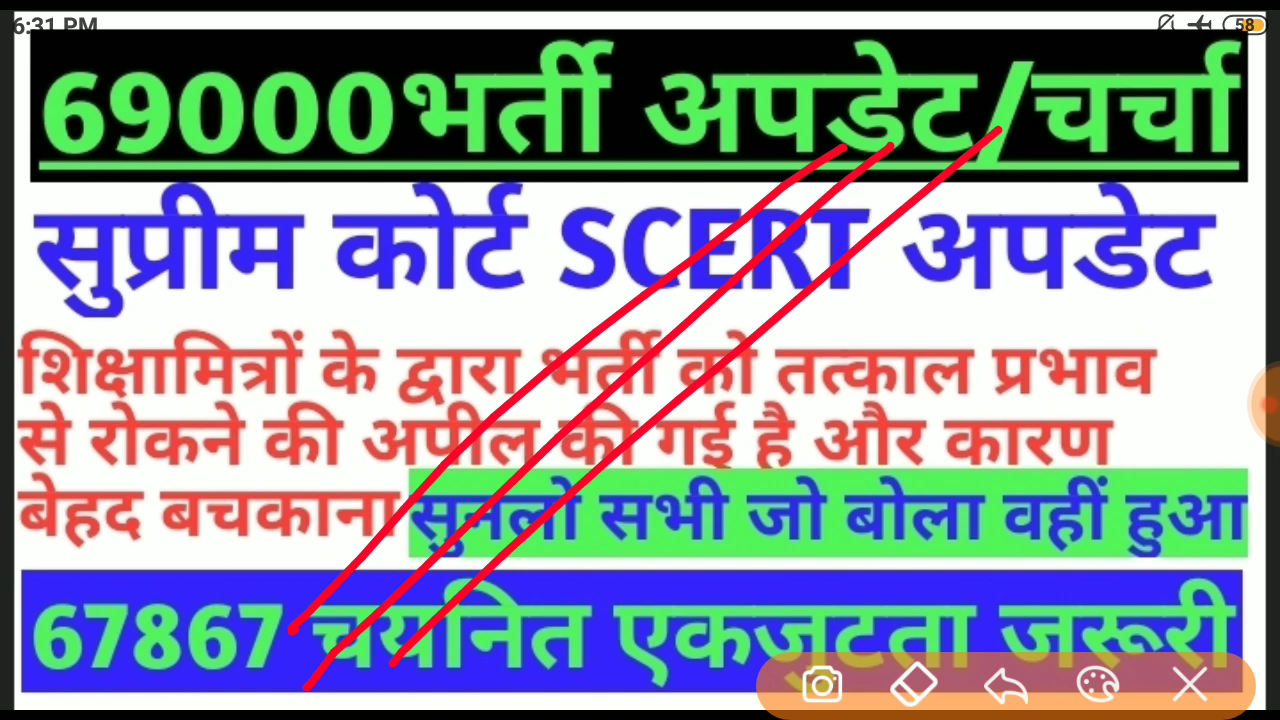 6:31 PM 58
69000भर्ती अपडेट/चर्चा
सुप्रीम कोर्ट SCERT अपडेट
शिक्षामित्रों के द्वारा भर्ती को तत्काल प्रभाव
से रोकने की अपील की गई है और कारण
बेहद बचकाना सुनलो सभी जो बोला वहीं हुआ
67867 चयनित एकजुटता जरूरी